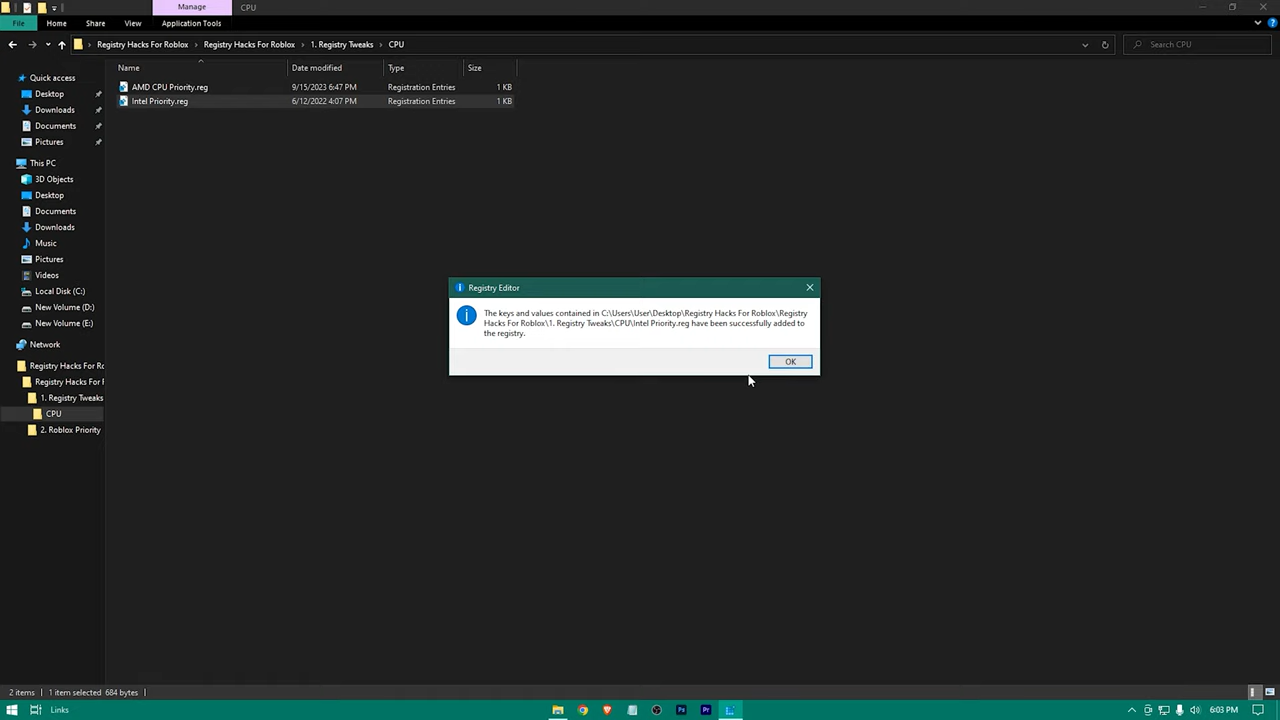 Manage
CPU
File
Home
Share
View
Application Tools
Registry Hacks For Roblox
Registry Hacks For Roblox
1. Registry Tweaks
CPU
Search CPU
Name
Date modified
Type
Size
AMD CPU Priority.reg
9/15/2023 6:47 PM
Registration Entries
1 KB
Intel Priority.reg
6/12/2022 4:07 PM
Registration Entries
1 KB
Quick access
Desktop
Downloads
Documents
Pictures
This PC
3D Objects
Desktop
Documents
Downloads
Music
Pictures
Videos
Local Disk (C:)
New Volume (D:)
New Volume (E:)
Network
Registry Hacks For Ro
Registry Hacks For F
1. Registry Tweaks
CPU
2. Roblox Priority
Registry Editor
The keys and values contained in C:\Users\User\Desktop\Registry Hacks For Roblox\Registry
Hacks For Roblox\1. Registry Tweaks\CPU\Intel Priority.reg have been successfully added to
the registry.
OK
2 items
1 item selected 684 bytes
Links
Ps
Pr
6:03 PM